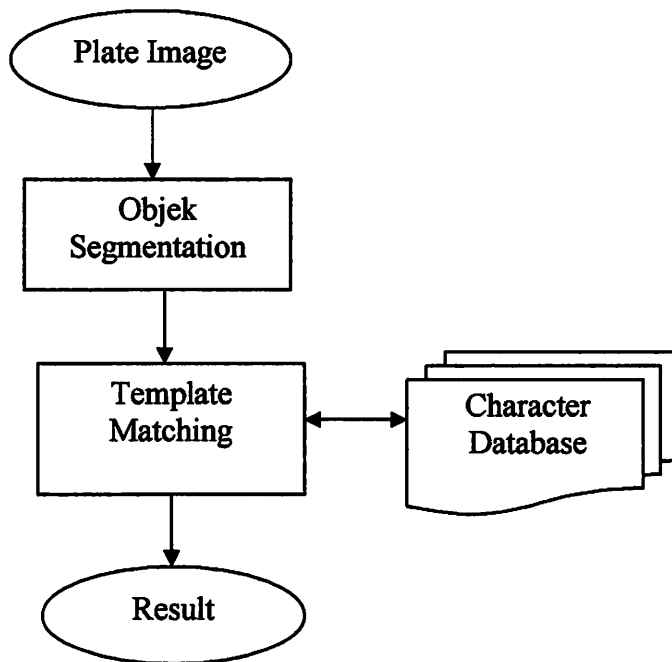 Plate Image
Objek
Segmentation
Template
Matching
Character
Database
Result